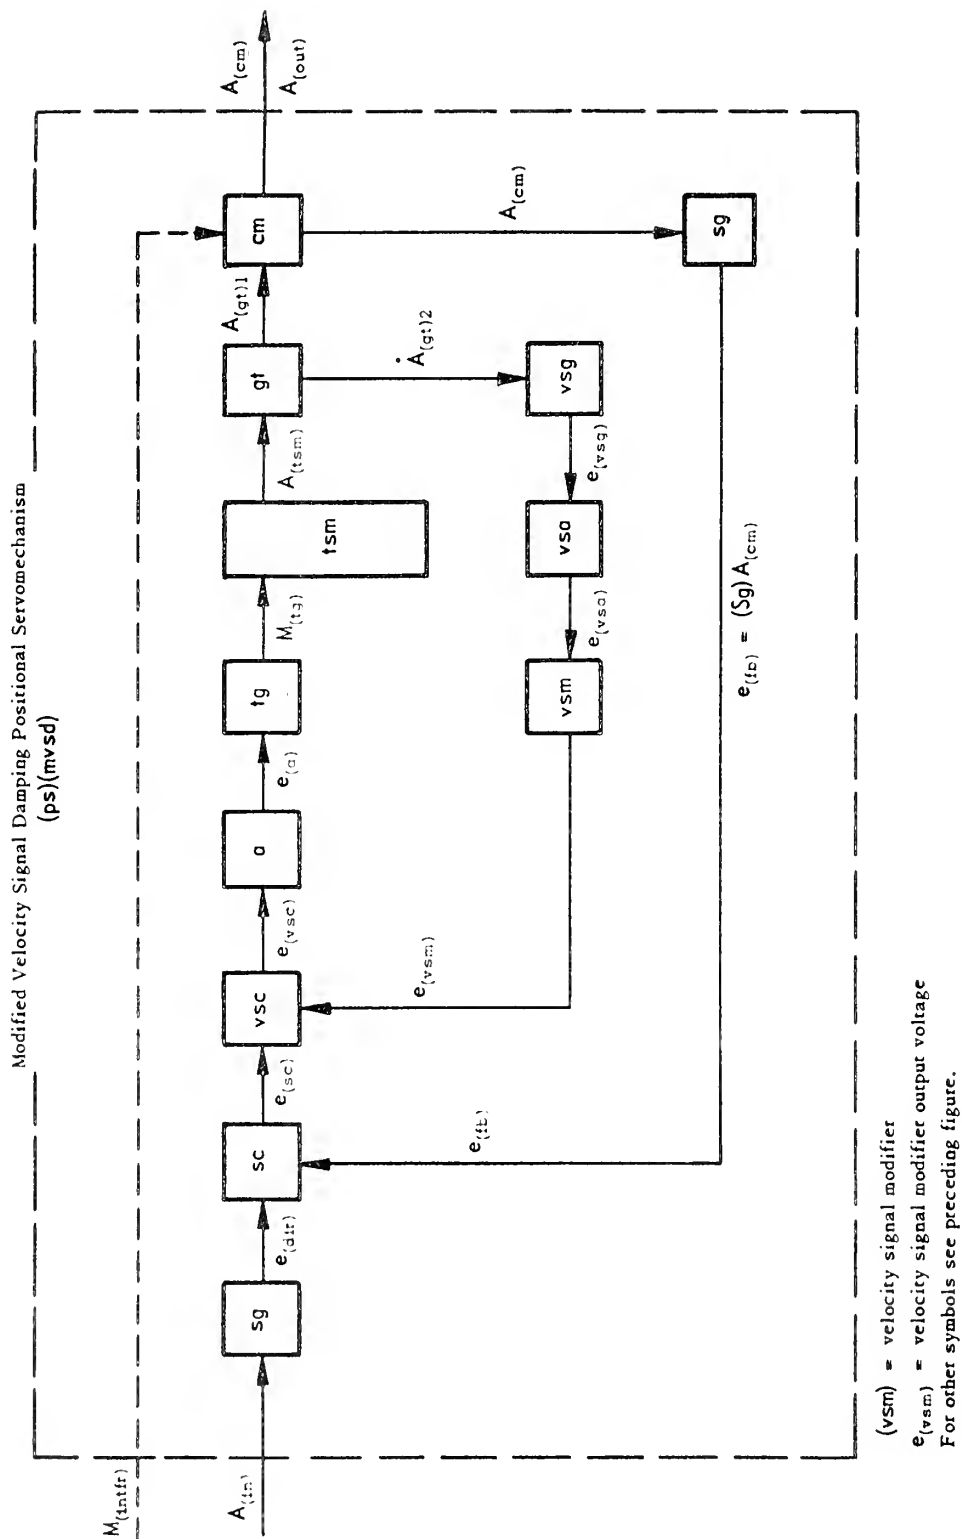 Modified Velocity Signal Damping Positional Servomechanism
(ps)(mvsd)
M(intfr)
A(in)
sg
e(dir)
sc
e(sc)
vsc
e(vsc)
a
e(a)
tg
M(tg)
tsm
A(tsm)
gt
A(gt)1
cm
A(cm)
A(out)
Ȧ(gt)2
vsg
e(vsg)
vsa
e(vsa)
vsm
e(vsm)
A(cm)
sg
e(fb) = (Sg) A(cm)
e(fb)
(vsm) = velocity signal modifier
e(vsm) = velocity signal modifier output voltage
For other symbols see preceding figure.